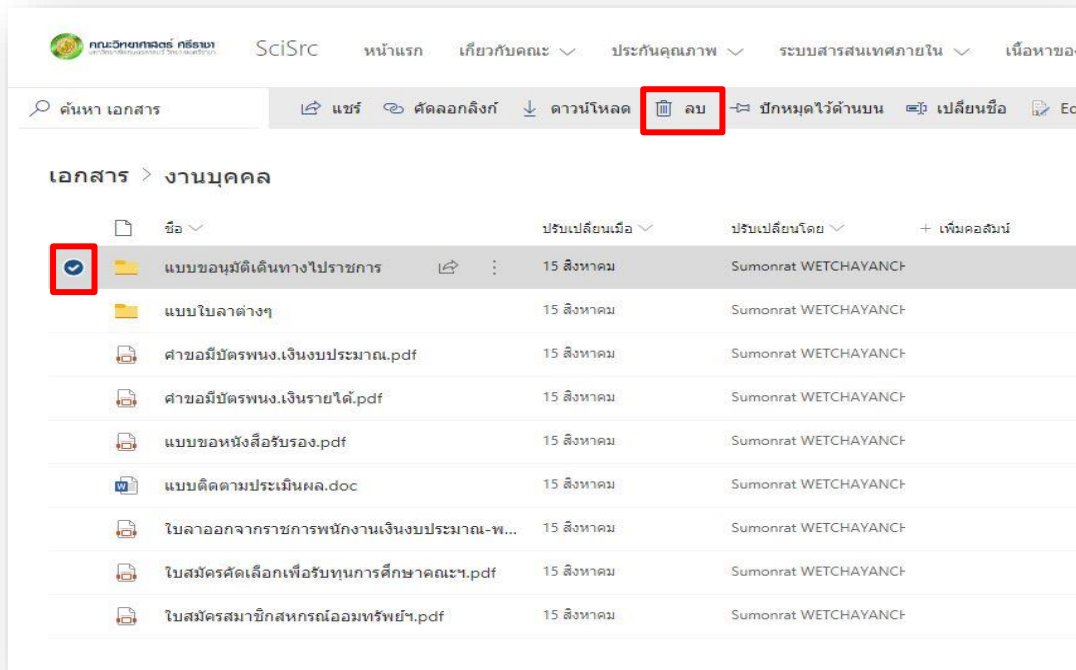 คณะวิทยาศาสตร์ ศรีราชา
SciSrc หน้าแรก เกี่ยวกับคณะ ประกันคุณภาพ ระบบสารสนเทศภายใน เนื้อหาของ
ค้นหา เอกสาร แชร์ คัดลอกลิงก์ ดาวน์โหลด ลบ ปักหมุดไว้ด้านบน เปลี่ยนชื่อ
เอกสาร > งานบุคคล
ชื่อ ปรับเปลี่ยนเมื่อ ปรับเปลี่ยนโดย + เพิ่มคอลัมน์
แบบขอนุมัติเดินทางไปราชการ 15 สิงหาคม Sumonrat WETCHAYANCH
แบบใบลาต่างๆ 15 สิงหาคม Sumonrat WETCHAYANCH
คำขอมีบัตรพนง.เงินงบประมาณ.pdf 15 สิงหาคม Sumonrat WETCHAYANCH
คำขอมีบัตรพนง.เงินรายได้.pdf 15 สิงหาคม Sumonrat WETCHAYANCH
แบบขอหนังสือรับรอง.pdf 15 สิงหาคม Sumonrat WETCHAYANCH
แบบติดตามประเมินผล.doc 15 สิงหาคม Sumonrat WETCHAYANCH
ใบลาออกจากราชการพนักงานเงินงบประมาณ-พ... 15 สิงหาคม Sumonrat WETCHAYANCH
ใบสมัครคัดเลือกเพื่อรับทุนการศึกษาคณะฯ.pdf 15 สิงหาคม Sumonrat WETCHAYANCH
ใบสมัครสมาชิกสหกรณ์ออมทรัพย์ฯ.pdf 15 สิงหาคม Sumonrat WETCHAYANCH